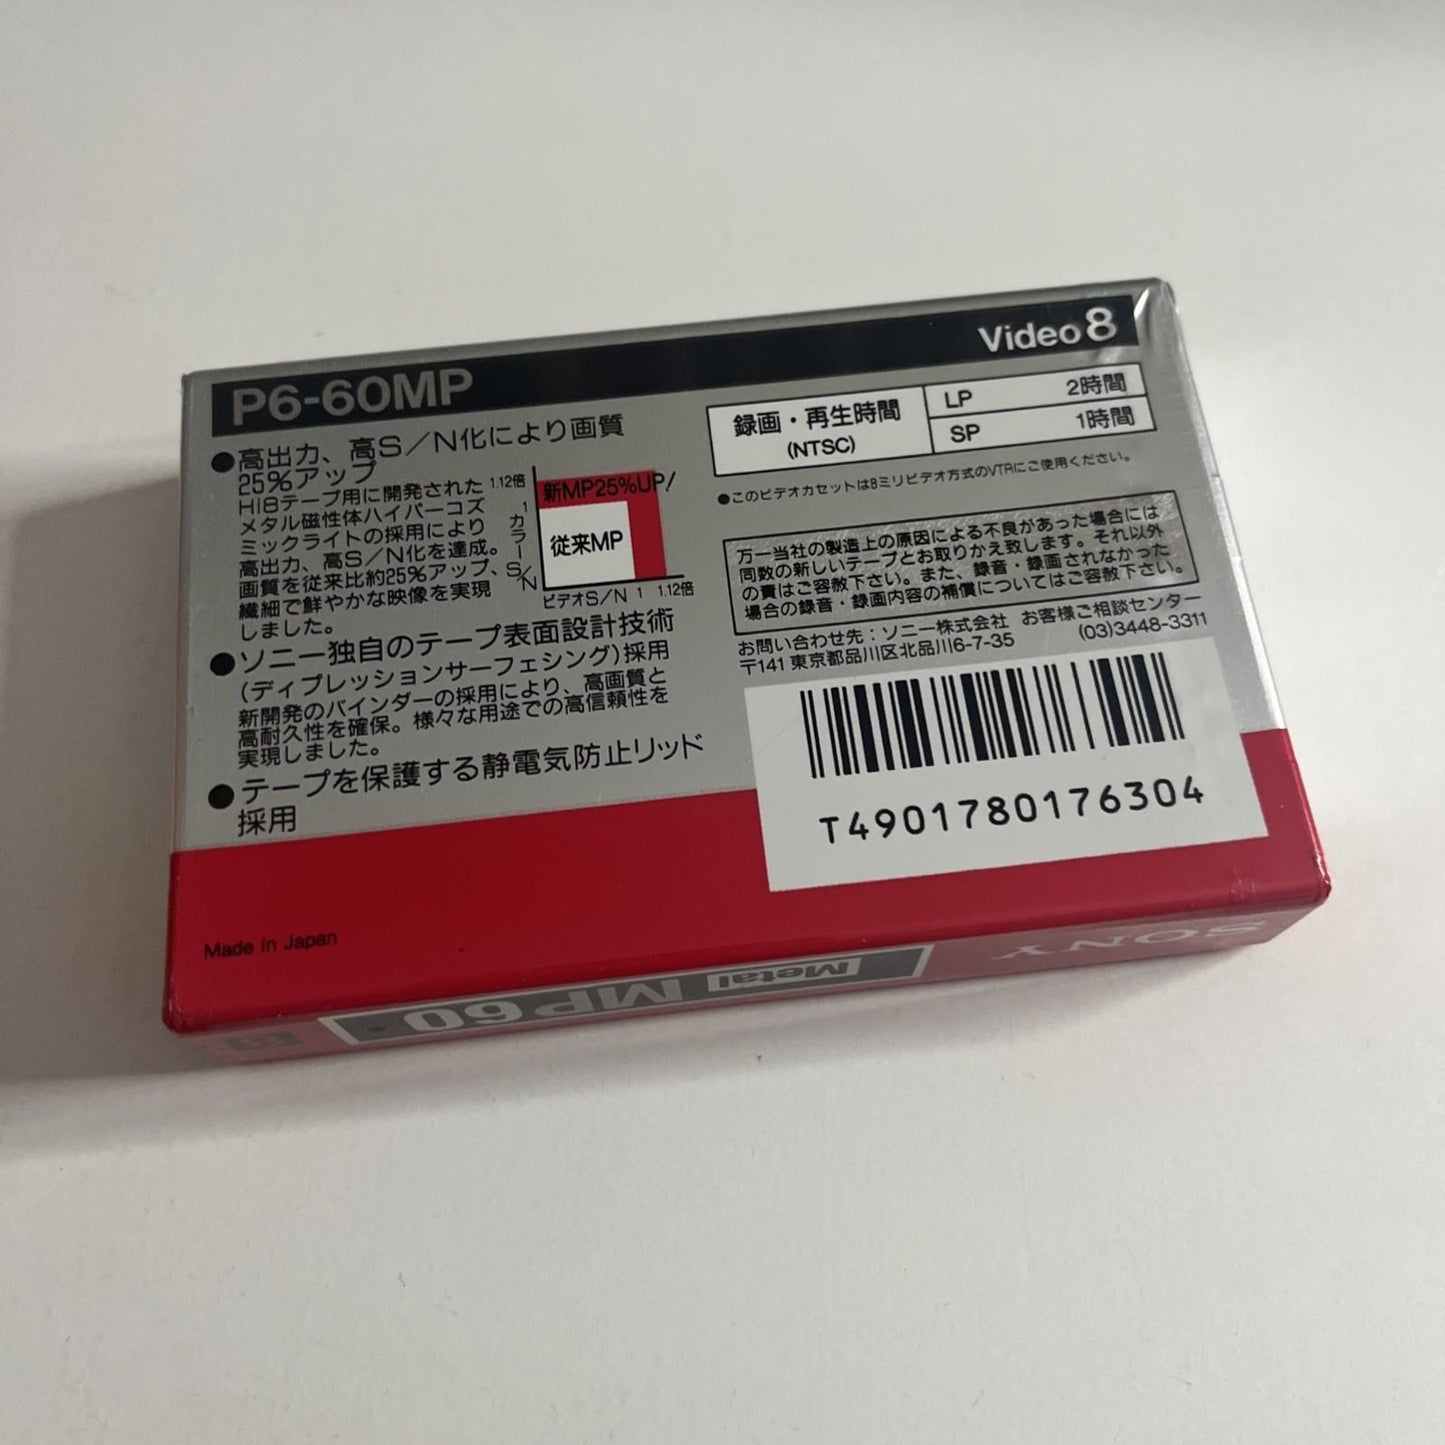 P6-60MP
Video8
●高出力、高S/N化により画質
25%アップ
Hi8テープ用に開発された
メタル磁性体ハイパーコズ
ミックライトの採用により
高出力、高S/N化を達成。
画質を従来比約25%アップ、
繊細で鮮やかな映像を実現
しました。
1.12倍
1
カラーS/N
新MP25%UP!
従来MP
ビデオS/N 1 1.12倍
●ソニー独自のテープ表面設計技術
(ディプレッションサーフェシング)採用
新開発のバインダーの採用により、高画質と
高耐久性を確保。様々な用途での高信頼性を
実現しました。
●テープを保護する静電気防止リッド
採用
録画・再生時間
(NTSC)
LP 2時間
SP 1時間
●このビデオカセットは8ミリビデオ方式のVTRにご使用ください。
万一当社の製造上の原因による不良があった場合には
同数の新しいテープとお取りかえ致します。それ以外
の責はご容赦下さい。また、録音・録画されなかった
場合の録音・録画内容の補償についてはご容赦下さい。
お問い合わせ先:ソニー株式会社 お客様ご相談センター
〒141 東京都品川区北品川6-7-35 (03)3448-3311
T4901780176304
Made in Japan
SONY
Metal MP60
8